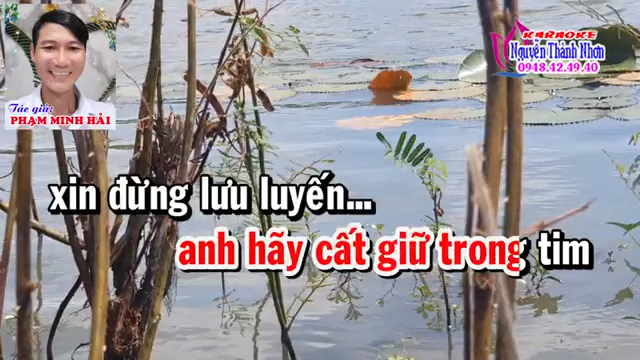 Tác giả:
PHẠM MINH HẢI
KARAOKE
Nguyễn Thành Nhơn
0948.42.49.40
xin đừng lưu luyến...
anh hãy cất giữ trong tim